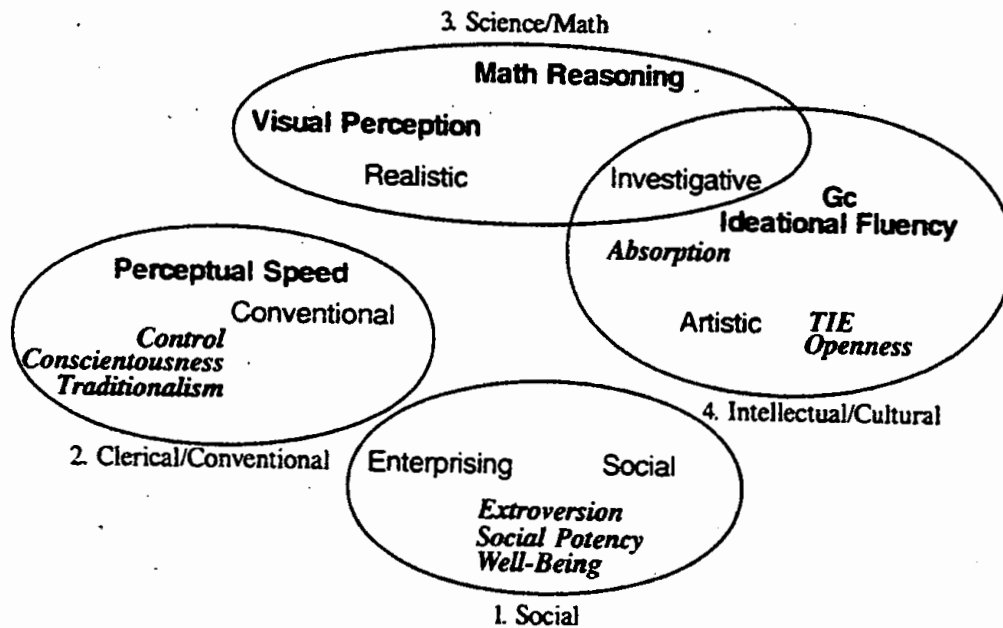 3. Science/Math
Math Reasoning
Visual Perception
Realistic
Investigative
Gc
Ideational Fluency
Absorption
Artistic
TIE
Openness
4. Intellectual/Cultural
Perceptual Speed
Conventional
Control
Conscientousness
Traditionalism
2. Clerical/Conventional
Enterprising
Social
Extroversion
Social Potency
Well-Being
1. Social